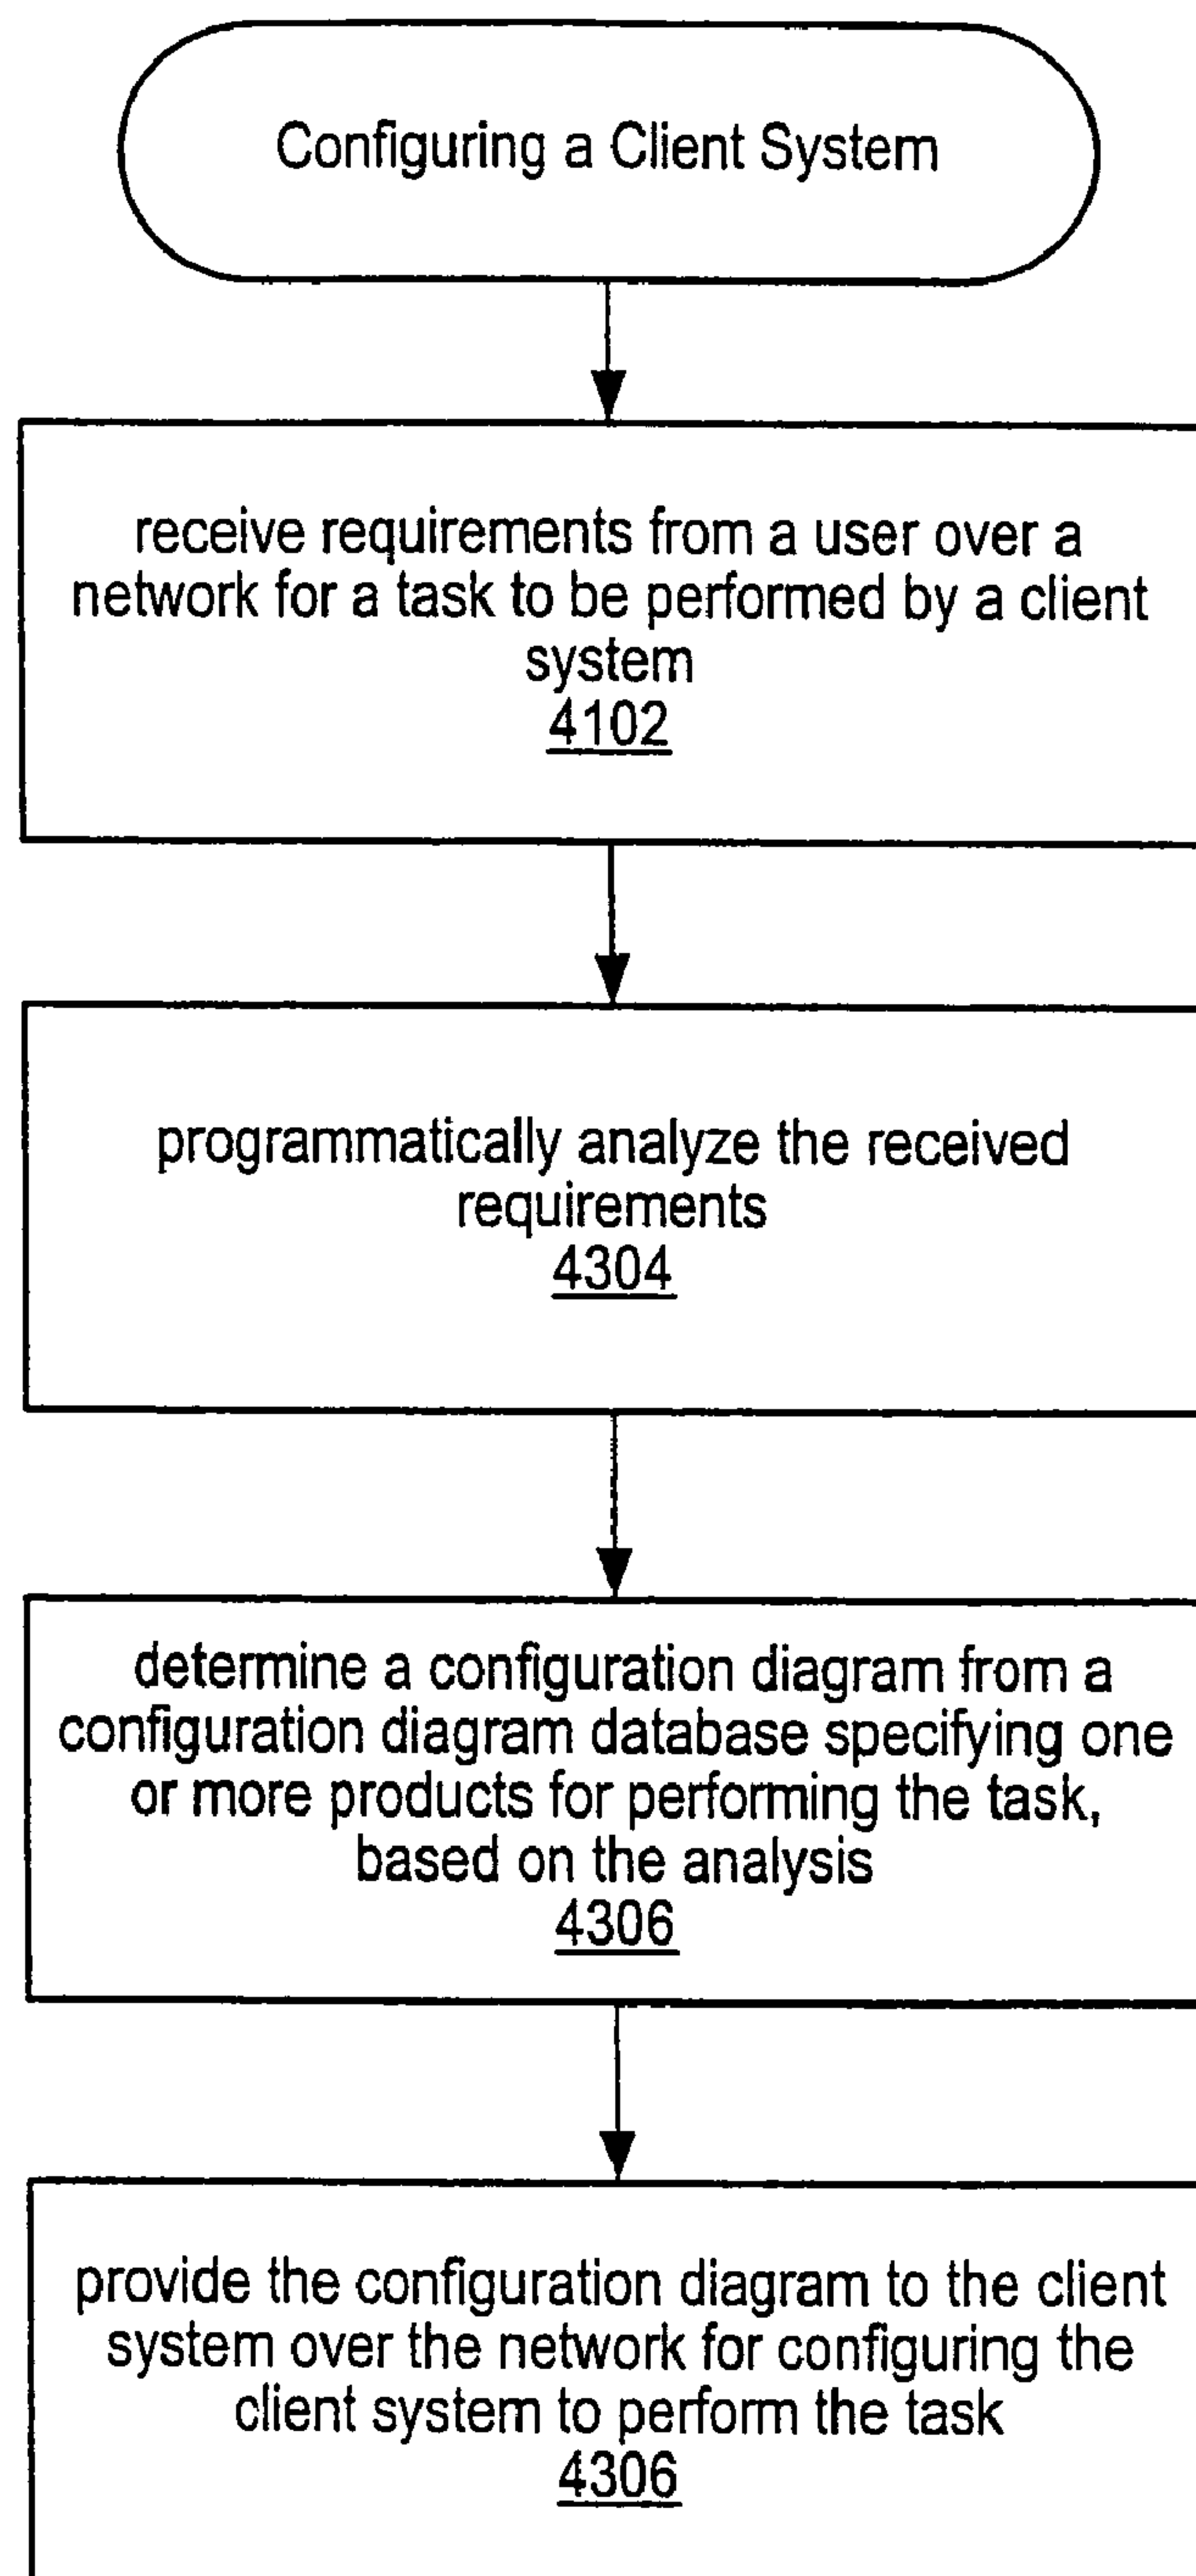 Configuring a Client System
receive requirements from a user over a
network for a task to be performed by a client
system
4102
programmatically analyze the received
requirements
4304
determine a configuration diagram from a
configuration diagram database specifying one
or more products for performing the task,
based on the analysis
4306
provide the configuration diagram to the client
system over the network for configuring the
client system to perform the task
4306